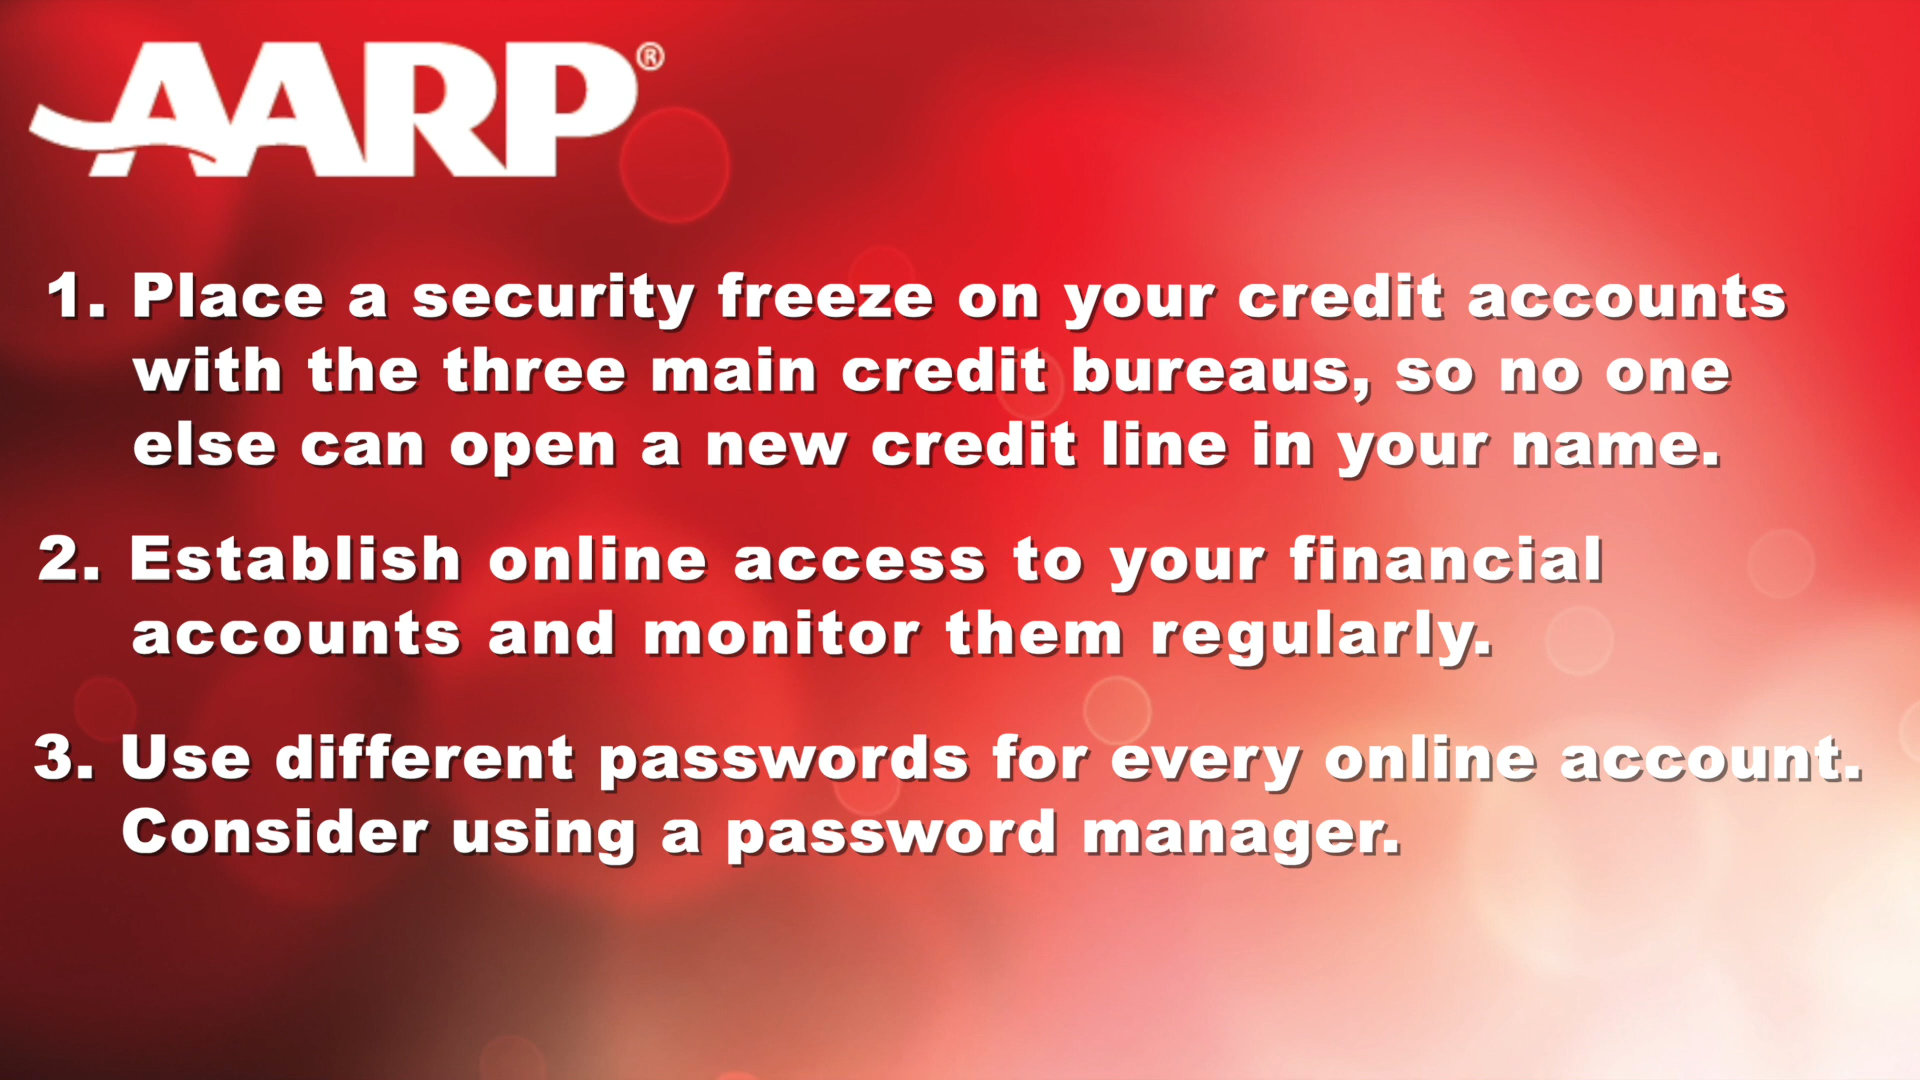 AARP®
1. Place a security freeze on your credit accounts
with the three main credit bureaus, so no one
else can open a new credit line in your name.
2. Establish online access to your financial
accounts and monitor them regularly.
3. Use different passwords for every online account.
Consider using a password manager.